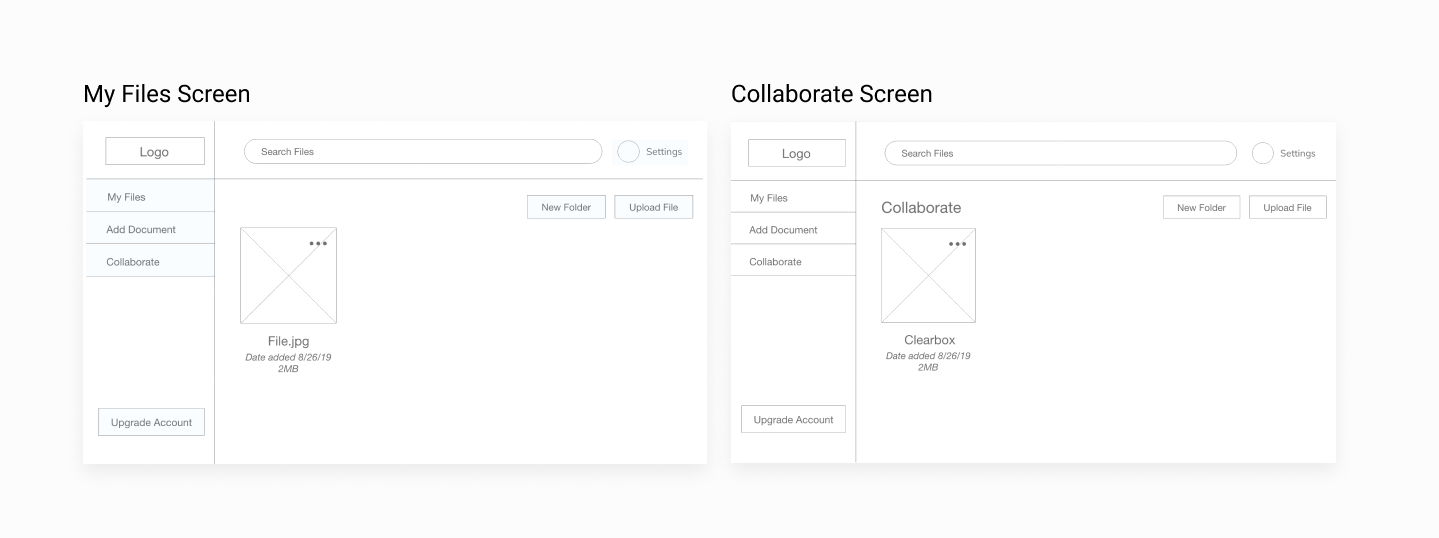 My Files Screen
Logo
Search Files
Settings
My Files
Add Document
Collaborate
New Folder
Upload File
File.jpg
Date added 8/26/19
2MB
Upgrade Account
Collaborate Screen
Logo
Search Files
Settings
My Files
Add Document
Collaborate
Collaborate
New Folder
Upload File
Clearbox
Date added 8/26/19
2MB
Upgrade Account